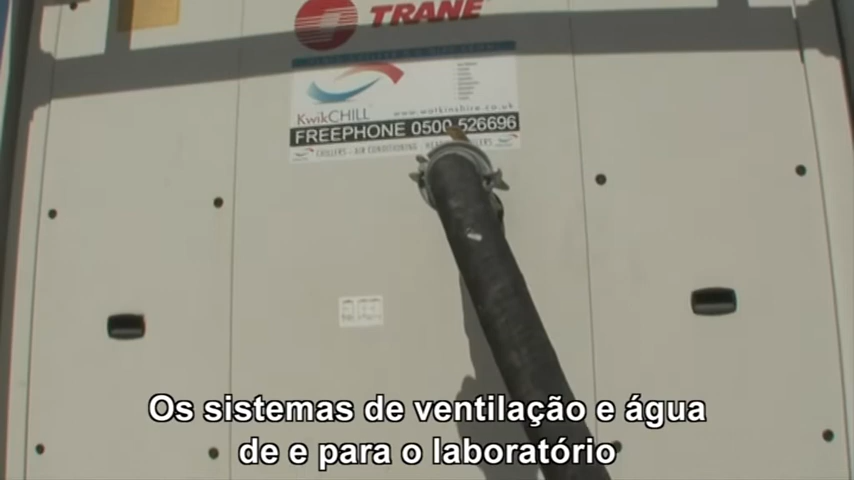 TRANE
KwikCHILL
www.watkinshire.co.uk
FREEPHONE 0500 526696
CHILLERS - AIR CONDITIONING
Os sistemas de ventilação e água
de e para o laboratório